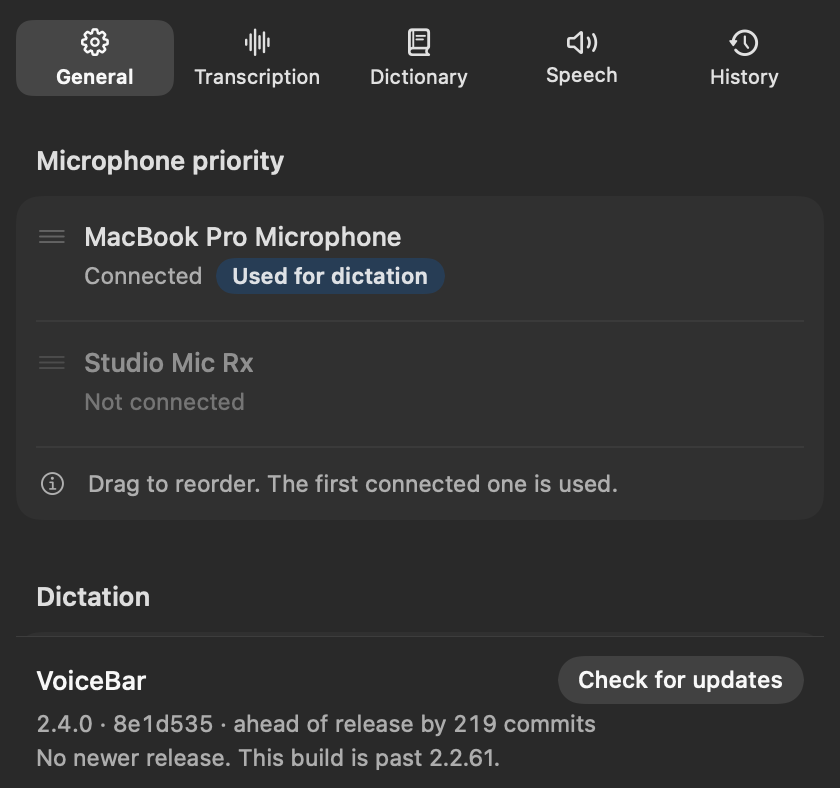 General
Transcription
Dictionary
Speech
History
Microphone priority
MacBook Pro Microphone
Connected
Used for dictation
Studio Mic Rx
Not connected
Drag to reorder. The first connected one is used.
Dictation
VoiceBar
Check for updates
2.4.0 · 8e1d535 · ahead of release by 219 commits
No newer release. This build is past 2.2.61.